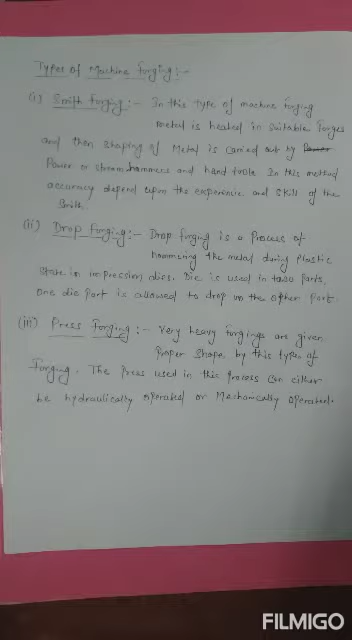 Types of Machine Forging:-
(i) Smith Forging :- In this type of machine forging
metal is heated in suitable forges
and then shaping of Metal is carried out by Power
Power or steam hammers and hand tools In this method
accuracy depend upon the experience and skill of the
Smith.
(ii) Drop Forging:- Drop forging is a Process of
hammering the metal during Plastic
State in impression dies. Die is used in two parts,
One die part is allowed to drop on the other part.
(iii) Press Forging :- Very heavy forgings are given
Proper shape by this type of
Forging. The Press used in this process can either
be hydraulically operated or Mechanically operated.
FILMIGO